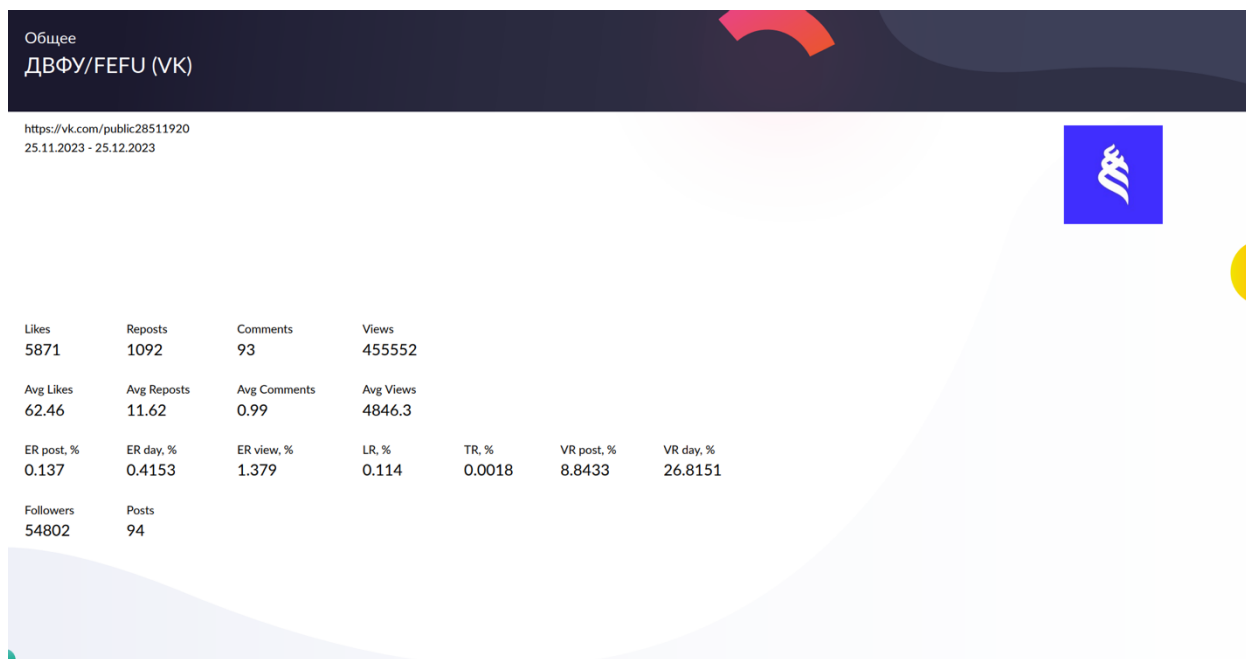 Общее
ДВФУ/FEFU (VK)
https://vk.com/public28511920
25.11.2023 - 25.12.2023
Likes Reposts Comments Views
5871 1092 93 455552
Avg Likes Avg Reposts Avg Comments Avg Views
62.46 11.62 0.99 4846.3
ER post, % ER day, % ER view, % LR, % TR, % VR post, % VR day, %
0.137 0.4153 1.379 0.114 0.0018 8.8433 26.8151
Followers Posts
54802 94